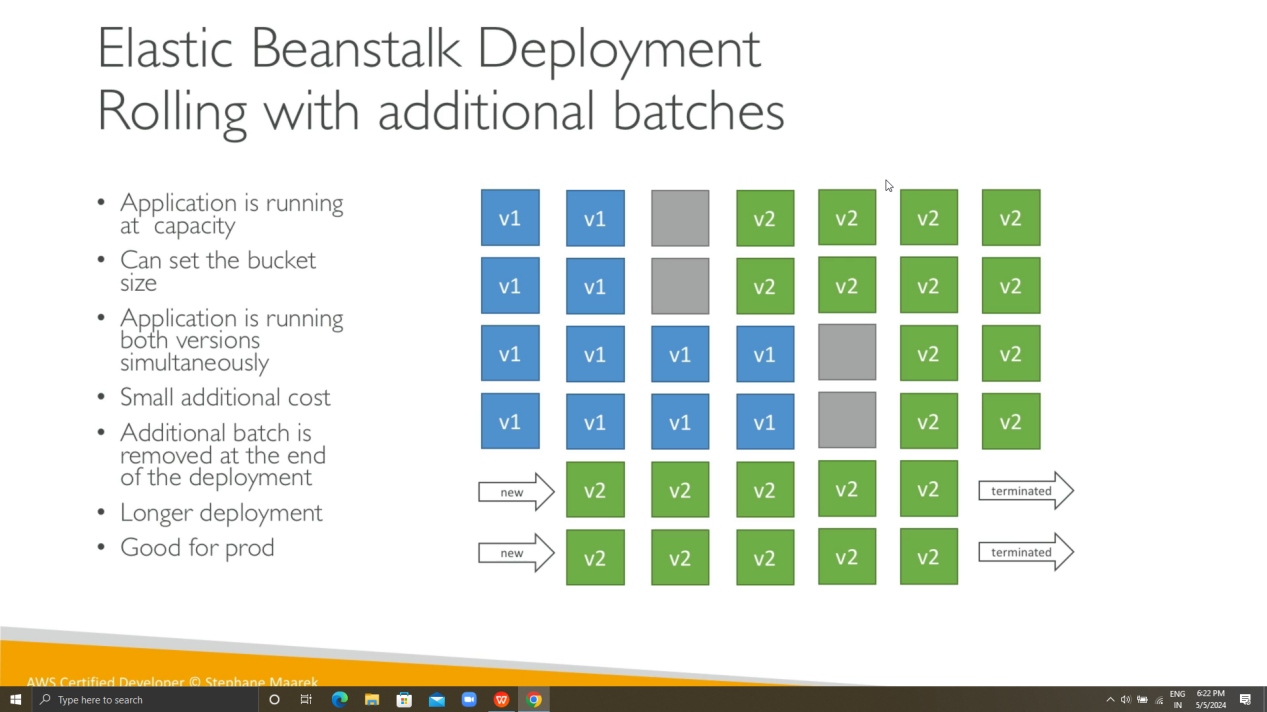 Elastic Beanstalk Deployment
Rolling with additional batches
• Application is running
at capacity
• Can set the bucket
size
• Application is running
both versions
simultaneously
• Small additional cost
• Additional batch is
removed at the end
of the deployment
• Longer deployment
• Good for prod
v1 v1 v2 v2 v2 v2
v1 v1 v2 v2 v2 v2
v1 v1 v1 v1 v2 v2
v1 v1 v1 v1 v2 v2
new v2 v2 v2 v2 v2 terminated
new v2 v2 v2 v2 v2 terminated
AWS Certified Developer © Stephane Maarek
Type here to search
ENG
IN
6:22 PM
5/5/2024